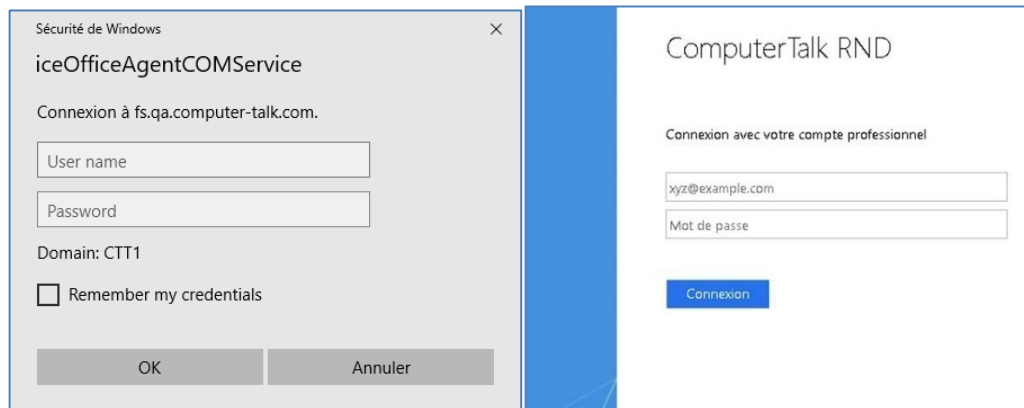 Sécurité de Windows
iceOfficeAgentCOMService
Connexion à fs.qa.computer-talk.com.
User name
Password
Domain: CTT1
Remember my credentials
OK
Annuler
ComputerTalk RND
Connexion avec votre compte professionnel
xyz@example.com
Mot de passe
Connexion